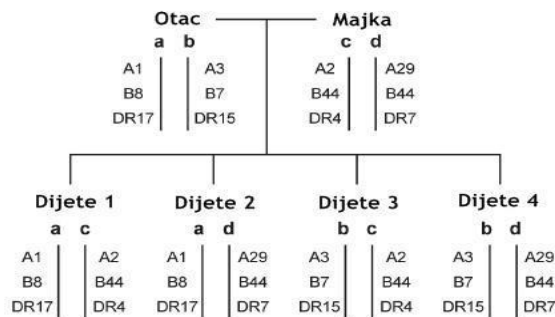 Otac Majka
a b c d
A1 A3 A2 A29
B8 B7 B44 B44
DR17 DR15 DR4 DR7
Dijete 1 Dijete 2 Dijete 3 Dijete 4
a c a d b c b d
A1 A2 A1 A29 A3 A2 A3 A29
B8 B44 B8 B44 B7 B44 B7 B44
DR17 DR4 DR17 DR7 DR15 DR4 DR15 DR7